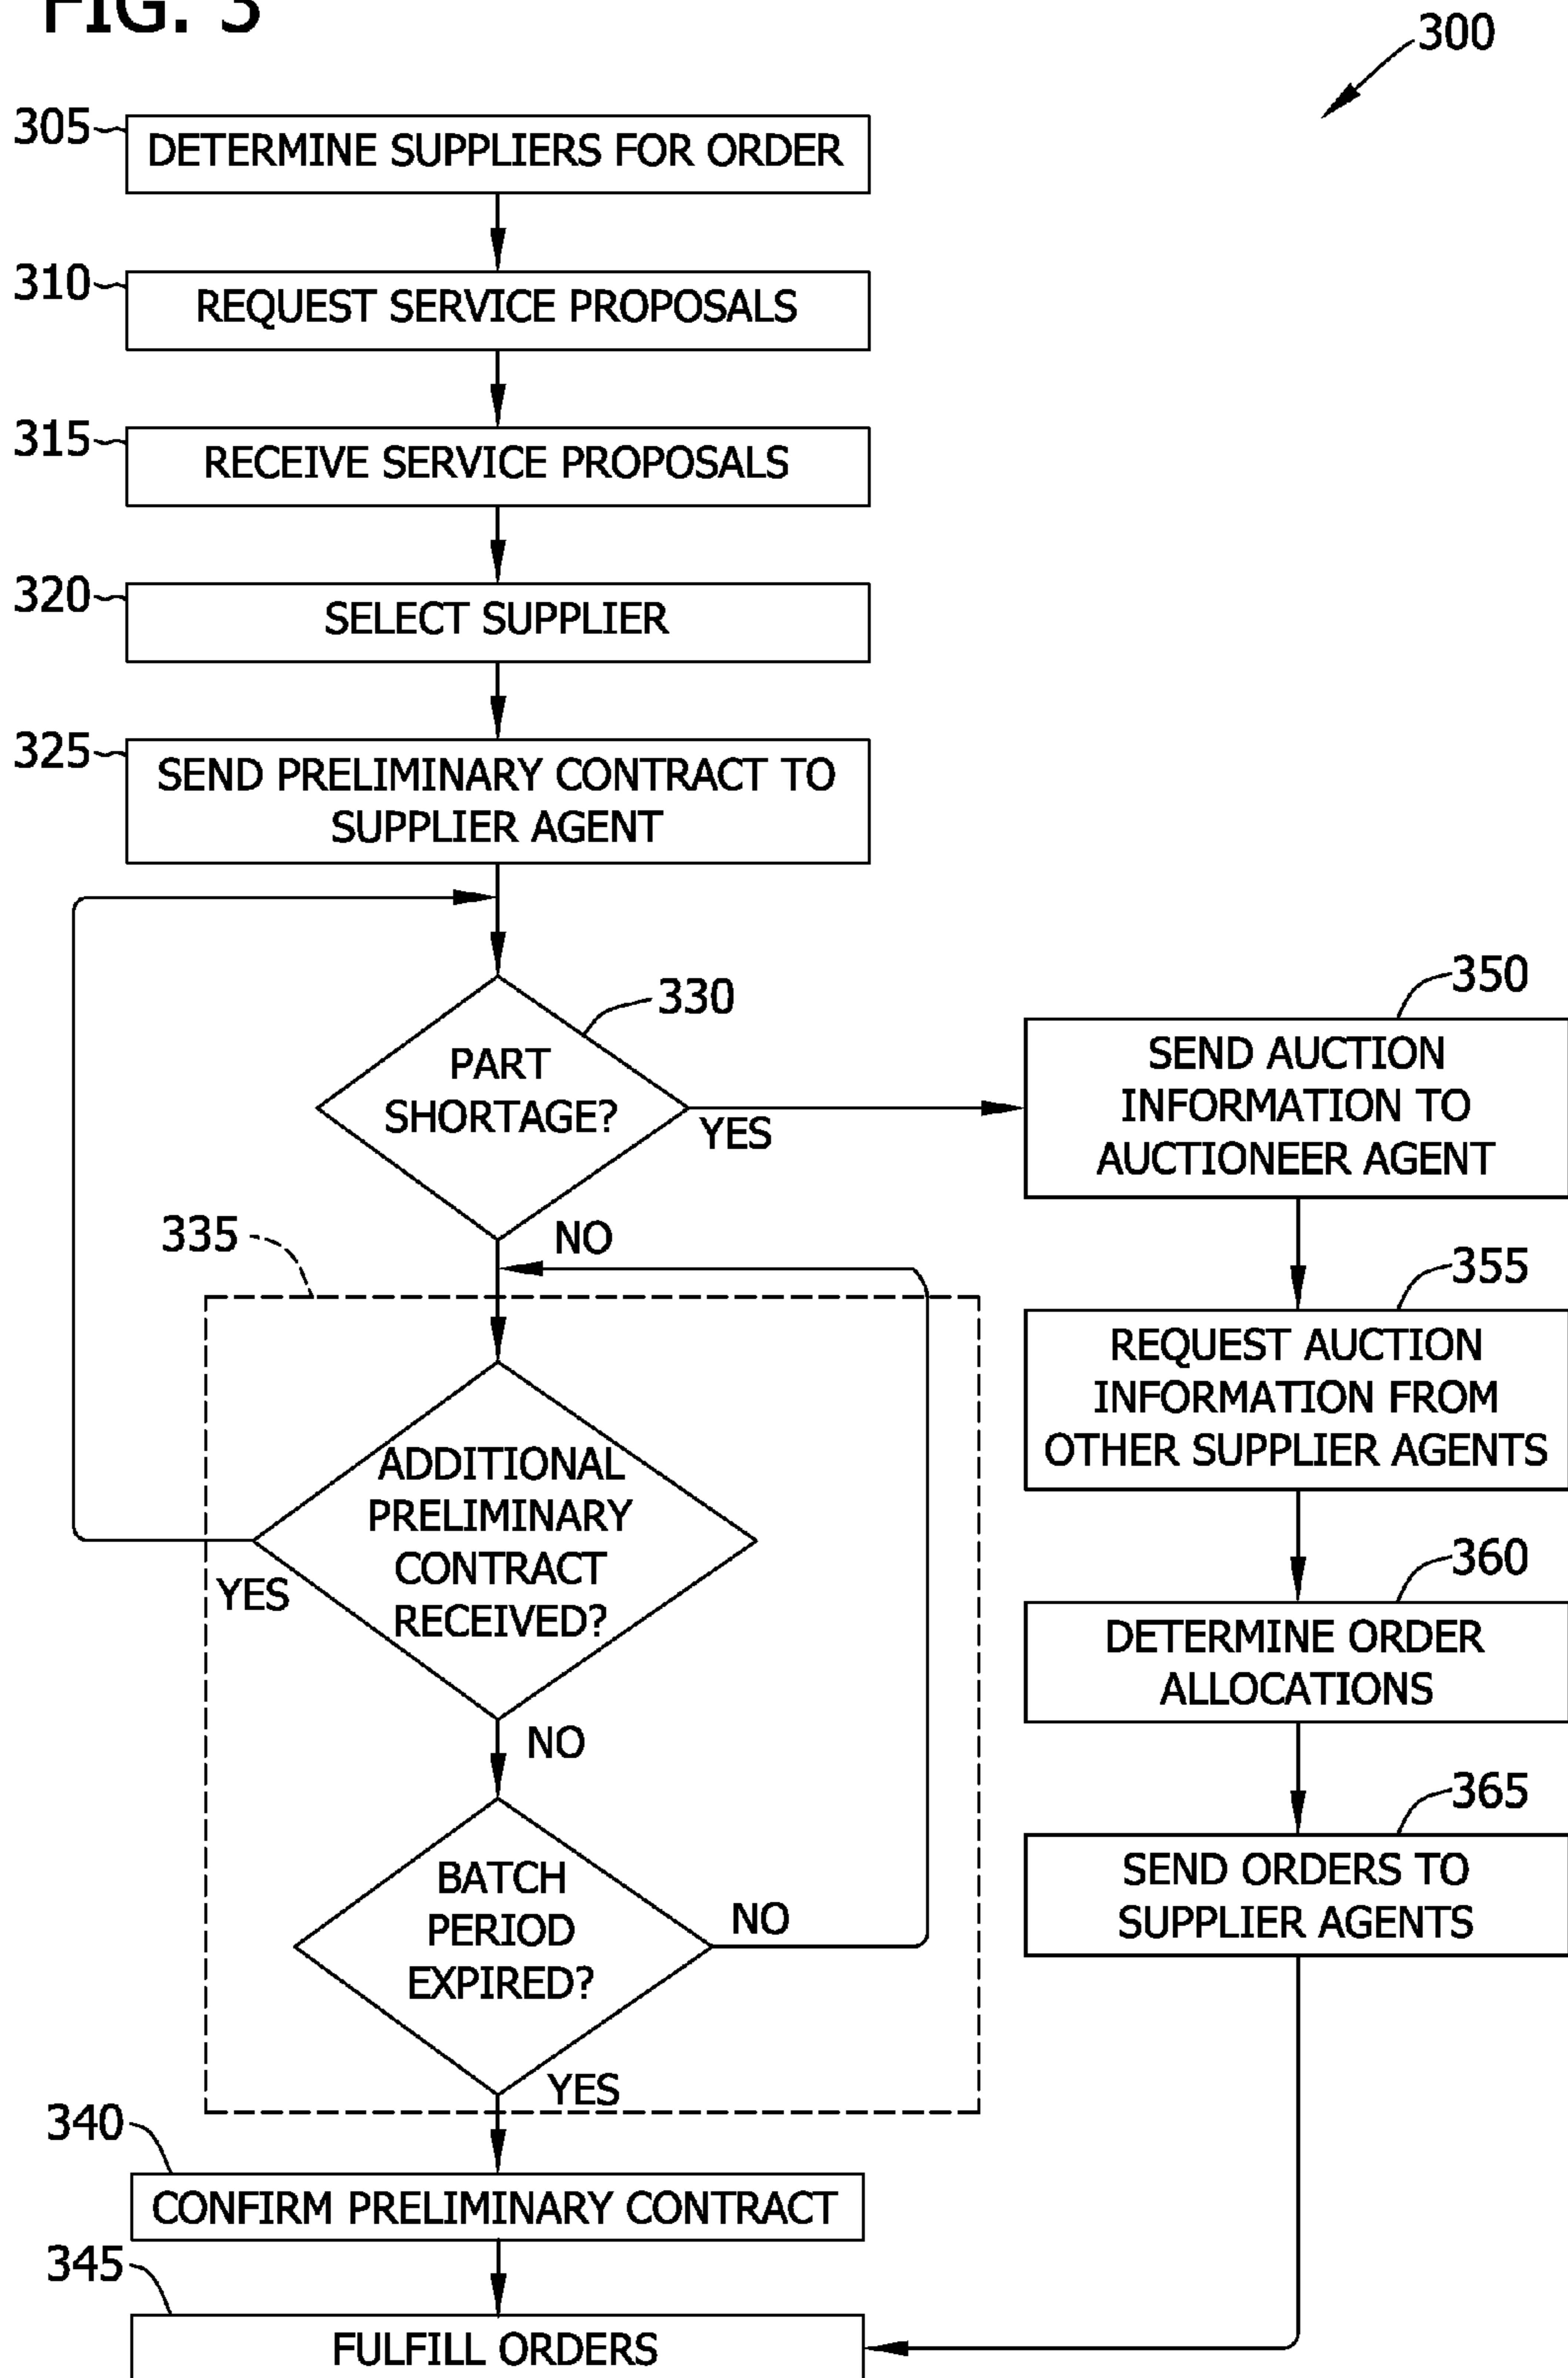 FIG. 3
300
305
DETERMINE SUPPLIERS FOR ORDER
310
REQUEST SERVICE PROPOSALS
315
RECEIVE SERVICE PROPOSALS
320
SELECT SUPPLIER
325
SEND PRELIMINARY CONTRACT TO
SUPPLIER AGENT
330
PART
SHORTAGE?
YES
NO
335
ADDITIONAL
PRELIMINARY
CONTRACT
RECEIVED?
YES
NO
BATCH
PERIOD
EXPIRED?
NO
YES
340
CONFIRM PRELIMINARY CONTRACT
345
FULFILL ORDERS
350
SEND AUCTION
INFORMATION TO
AUCTIONEER AGENT
355
REQUEST AUCTION
INFORMATION FROM
OTHER SUPPLIER AGENTS
360
DETERMINE ORDER
ALLOCATIONS
365
SEND ORDERS TO
SUPPLIER AGENTS